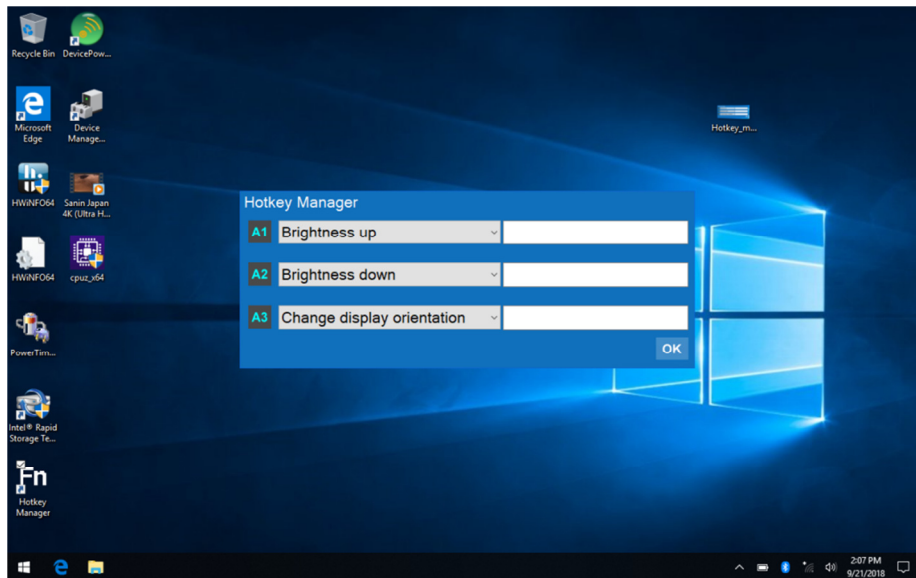 Recycle Bin
DevicePow...
Microsoft
Edge
Device
Manage...
HWiNFO64
Sanin Japan
4K (Ultra H...
HWiNFO64
cpuz_x64
PowerTim...
Intel® Rapid
Storage Te...
Fn
Hotkey
Manager
Hotkey_m...
Hotkey Manager
A1 Brightness up
A2 Brightness down
A3 Change display orientation
OK
2:07 PM
9/21/2018